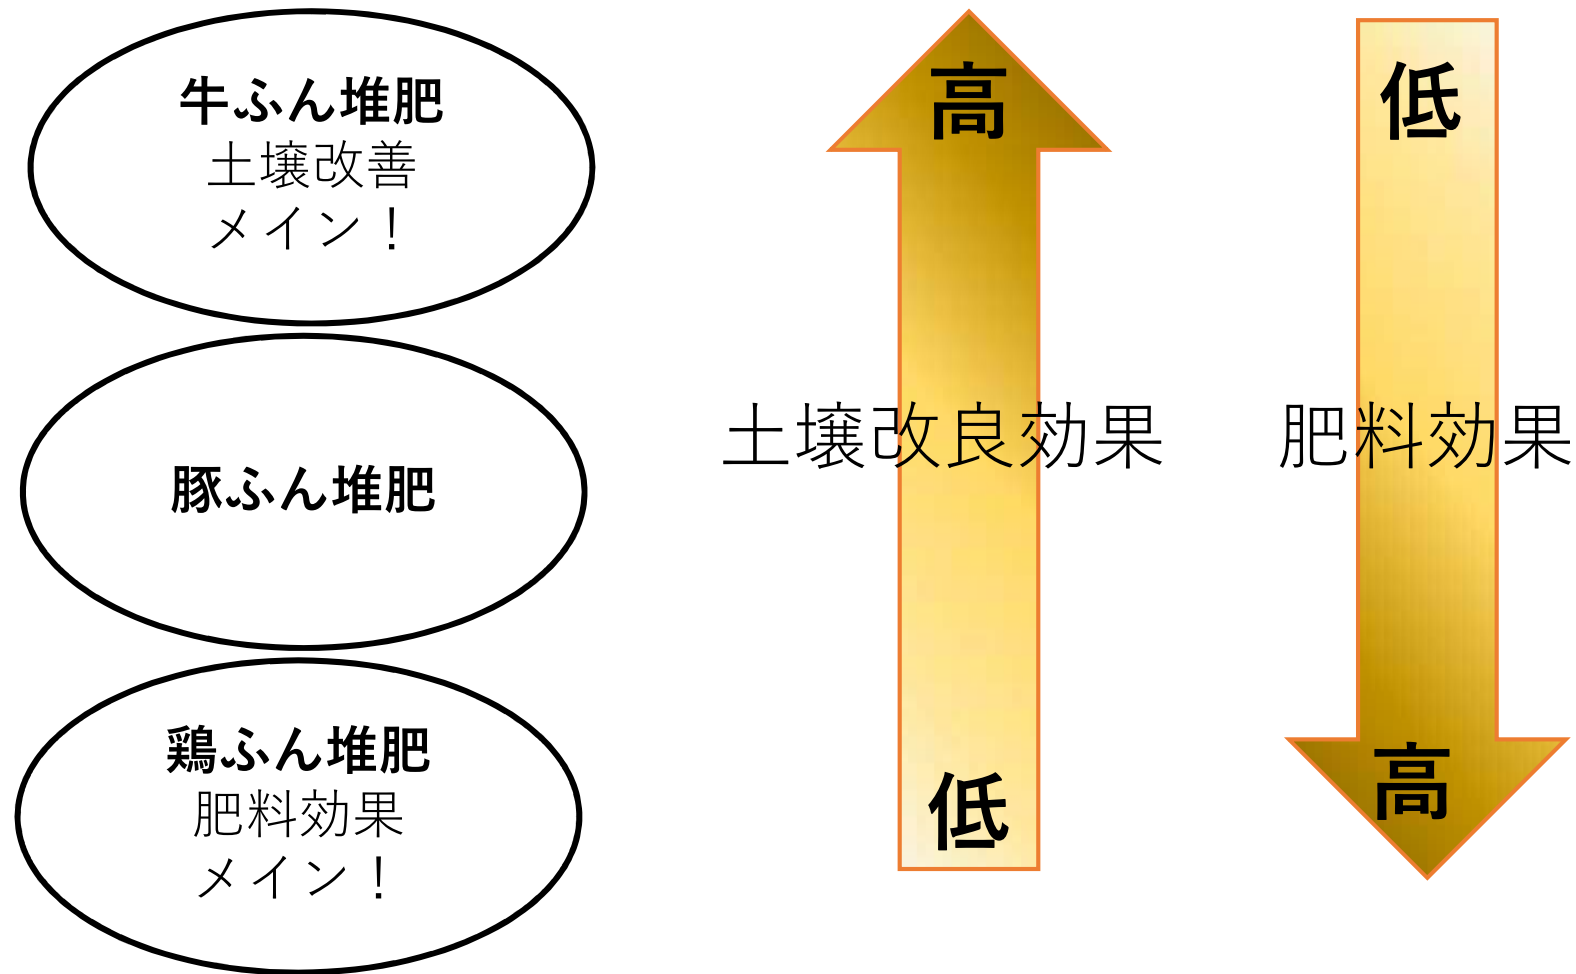 牛ふん堆肥
土壌改善
メイン！
豚ふん堆肥
鶏ふん堆肥
肥料効果
メイン！
高
土壌改良効果
低
低
肥料効果
高